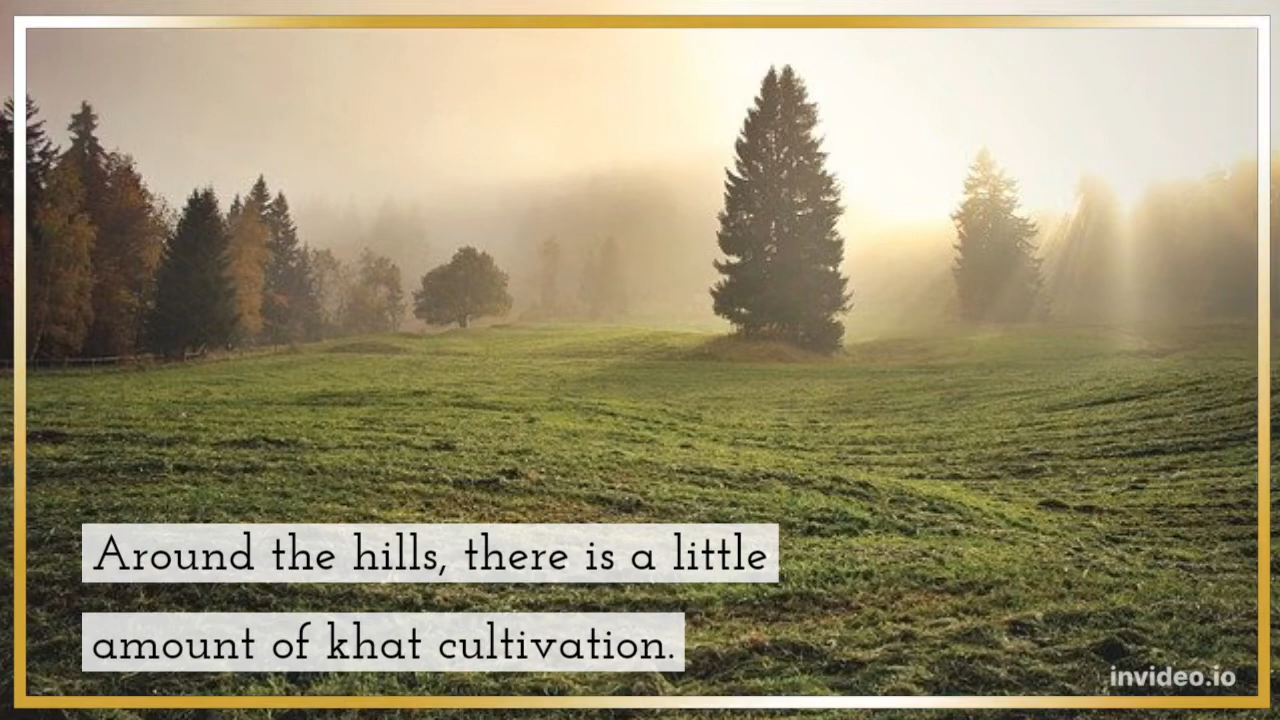 Around the hills, there is a little
amount of khat cultivation.
invideo.io